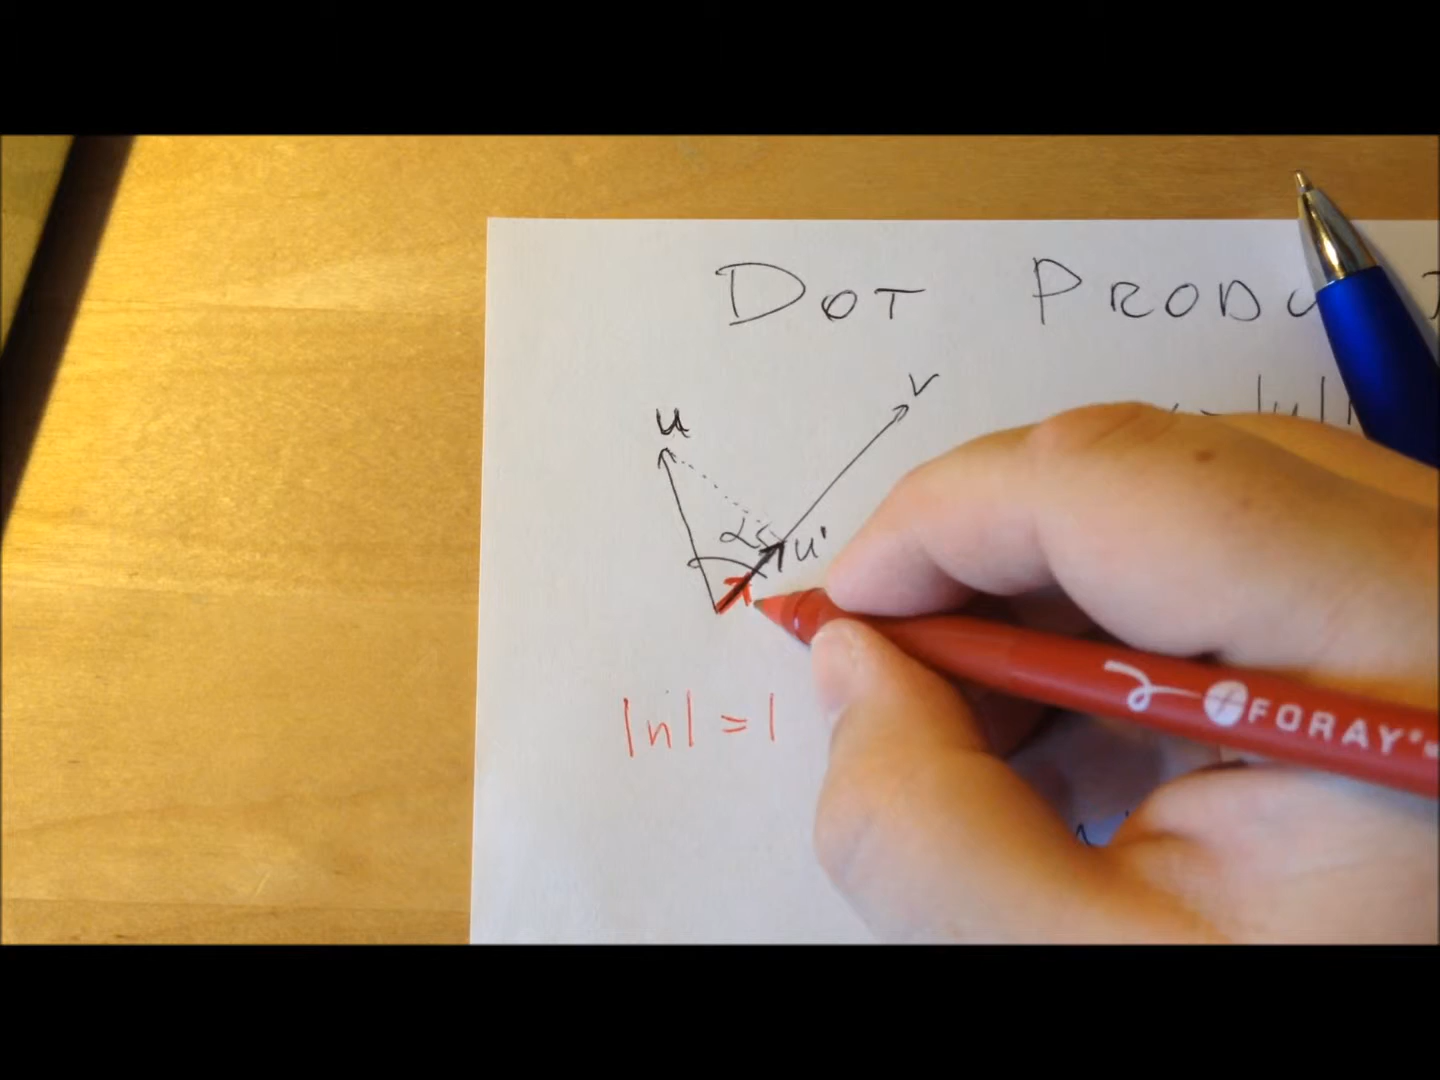 DOT PRODU
v
u
α
u'
|n| = 1
FORAY